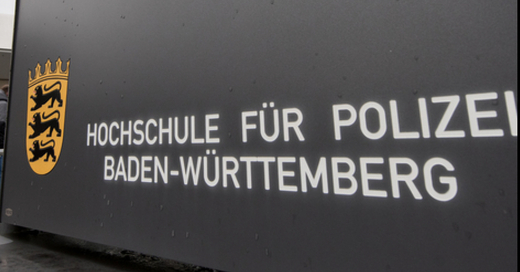 HOCHSCHULE FÜR POLIZEI
BADEN-WÜRTTEMBERG